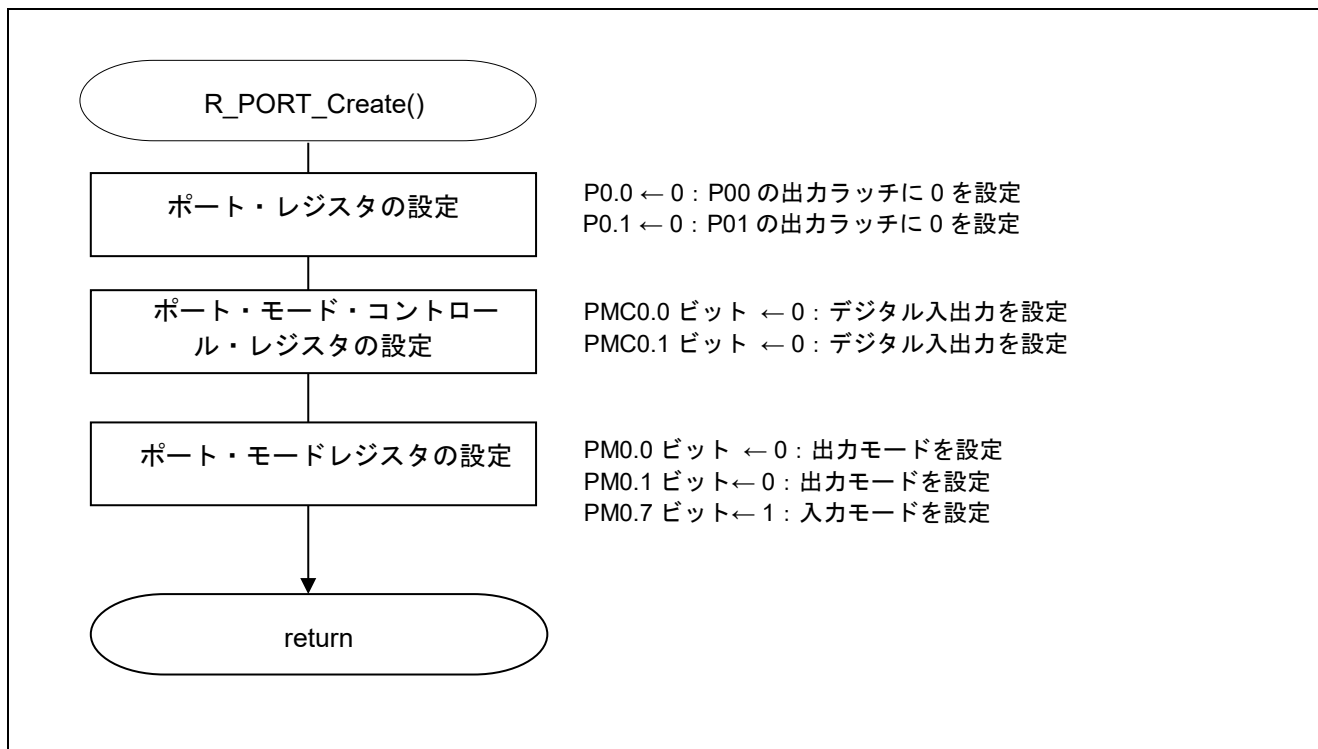 R_PORT_Create()
ポート・レジスタの設定
P0.0 ← 0：P00 の出力ラッチに 0 を設定
P0.1 ← 0：P01 の出力ラッチに 0 を設定
ポート・モード・コントロー
ル・レジスタの設定
PMC0.0 ビット ← 0：デジタル入出力を設定
PMC0.1 ビット ← 0：デジタル入出力を設定
ポート・モードレジスタの設定
PM0.0 ビット ← 0：出力モードを設定
PM0.1 ビット← 0：出力モードを設定
PM0.7 ビット← 1：入力モードを設定
return